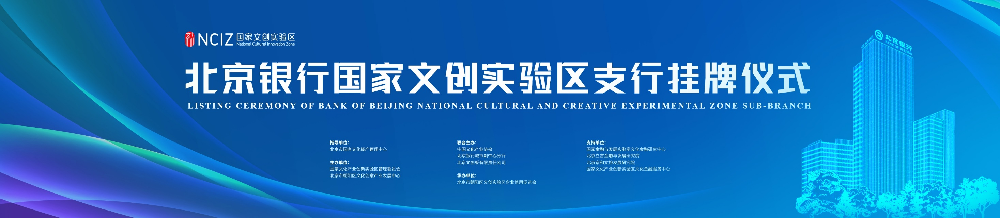 NCIZ 国家文创实验区
National Cultural Innovation Zone
北京银行
BANK OF BEIJING
北京银行国家文创实验区支行挂牌仪式
LISTING CEREMONY OF BANK OF BEIJING NATIONAL CULTURAL AND CREATIVE EXPERIMENTAL ZONE SUB-BRANCH
指导单位：
北京市国有文化资产管理中心
主办单位：
国家文化产业创新实验区管理委员会
北京市朝阳区文化创意产业发展中心
联合主办：
中国文化产业协会
北京银行城市副中心分行
北京文创板有限责任公司
承办单位：
北京市朝阳区文创实验区企业信用促进会
支持单位：
国家金融与发展实验室文化金融研究中心
北京立言金融与发展研究院
北京京和文旅发展研究院
国家文化产业创新实验区文化金融服务中心